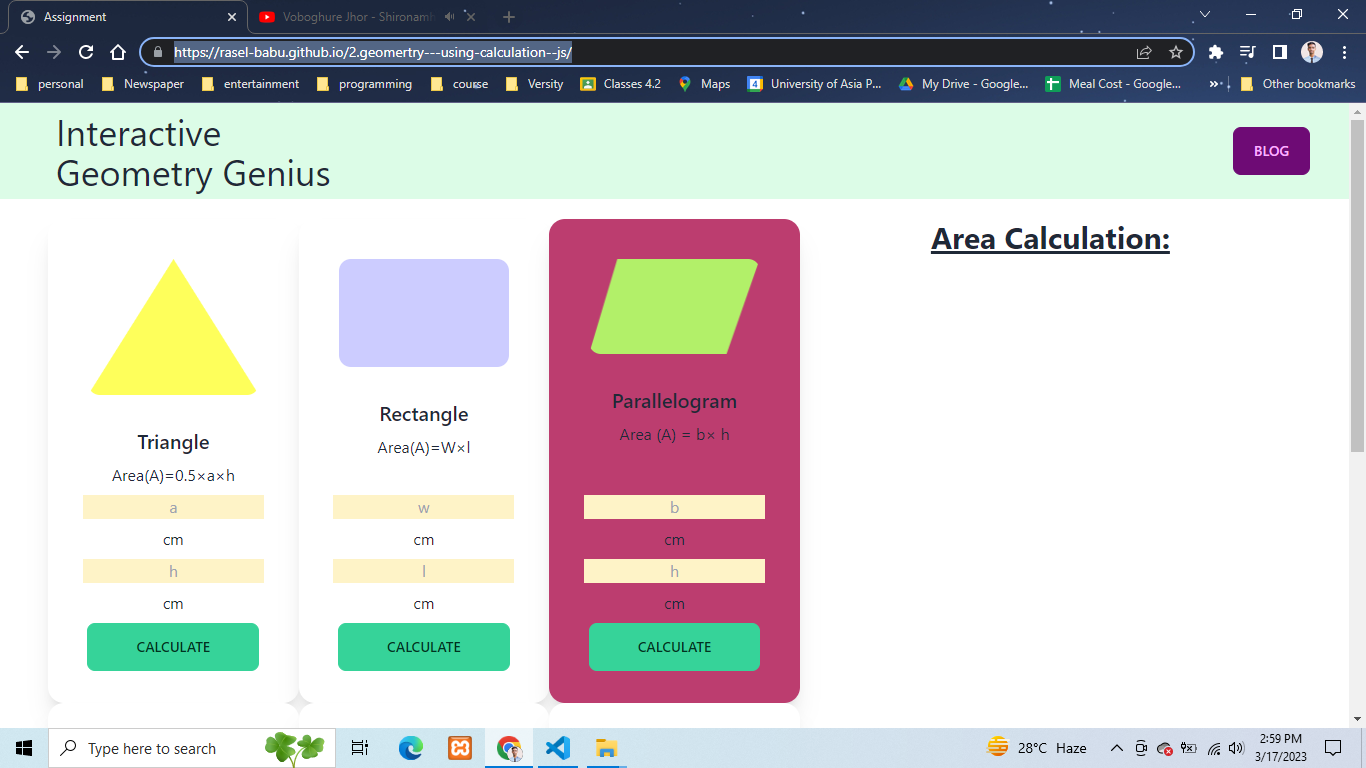 Assignment
Voboghure Jhor - Shironamh
https://rasel-babu.github.io/2.geomertry---using-calculation--js/
personal
Newspaper
entertainment
programming
course
Versity
Classes 4.2
Maps
4
University of Asia P...
My Drive - Google...
Meal Cost - Google...
»
Other bookmarks
Interactive
Geometry Genius
BLOG
Area Calculation:
Triangle
Area(A)=0.5×a×h
a
cm
h
cm
CALCULATE
Rectangle
Area(A)=W×l
w
cm
l
cm
CALCULATE
Parallelogram
Area (A) = b× h
b
cm
h
cm
CALCULATE
Type here to search
28°C Haze
2:59 PM
3/17/2023